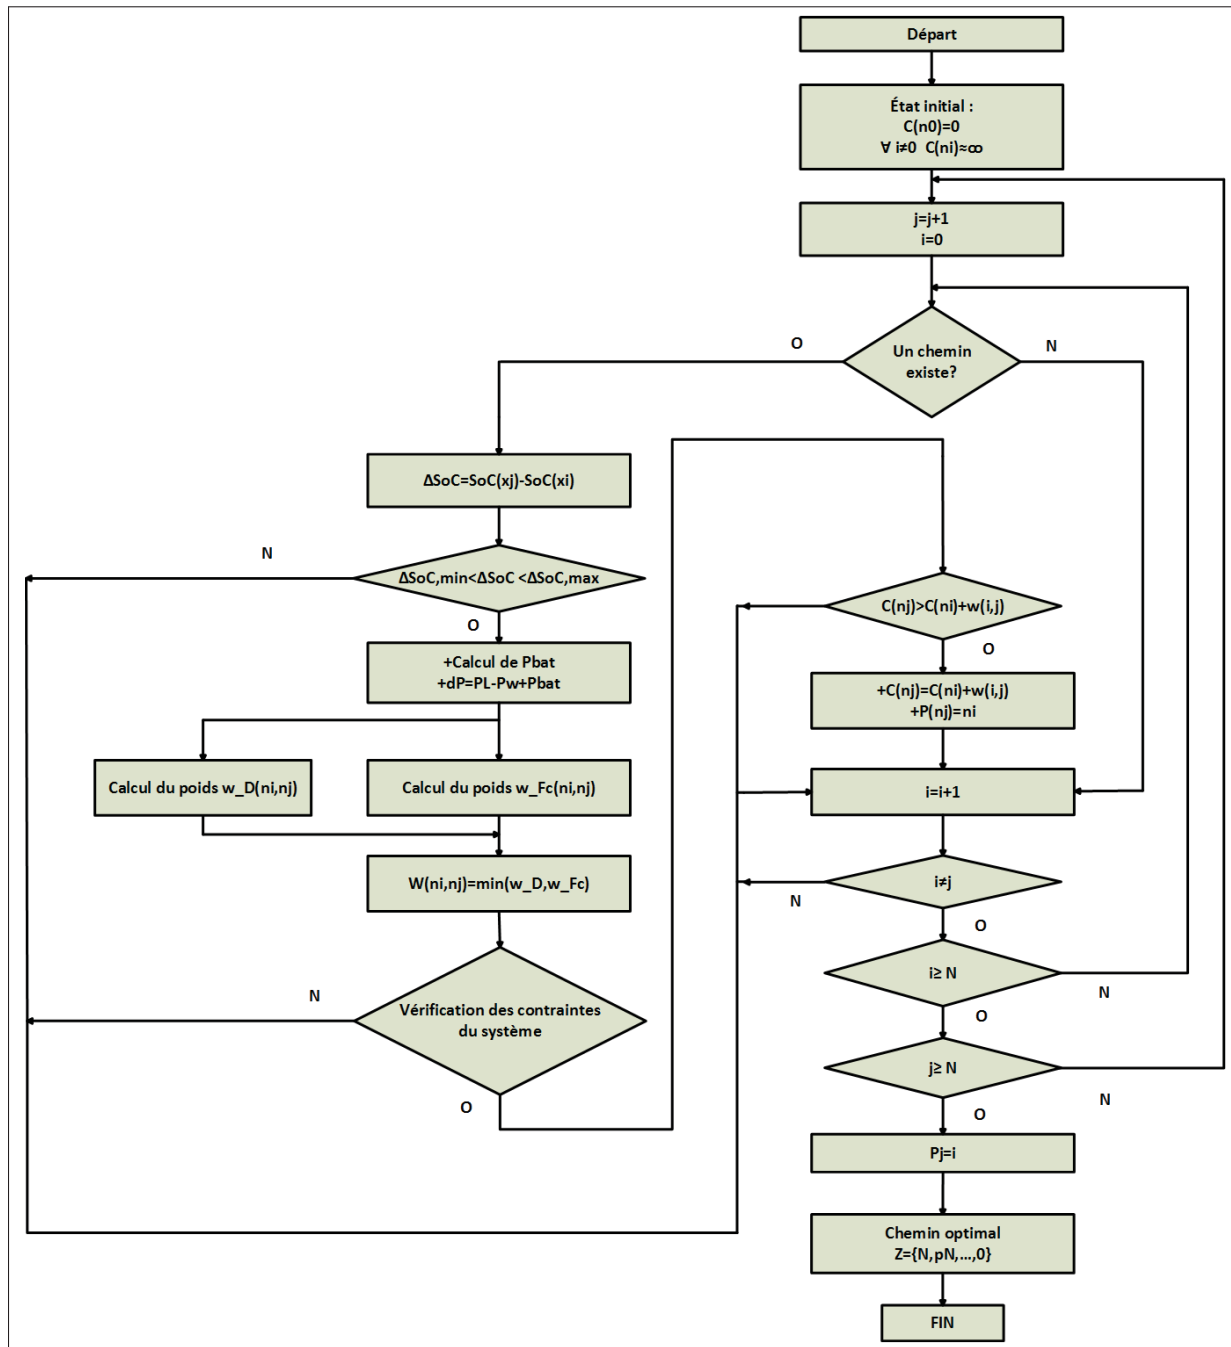 Départ
État initial :
C(n0)=0
∀ i≠0 C(ni)≈∞
j=j+1
i=0
Un chemin
existe?
O
N
ΔSoC=SoC(xj)-SoC(xi)
ΔSoC,min<ΔSoC <ΔSoC,max
N
O
+Calcul de Pbat
+dP=PL-Pw+Pbat
Calcul du poids w_D(ni,nj)
Calcul du poids w_Fc(ni,nj)
W(ni,nj)=min(w_D,w_Fc)
Vérification des contraintes
du système
N
O
C(nj)>C(ni)+w(i,j)
O
+C(nj)=C(ni)+w(i,j)
+P(nj)=ni
i=i+1
i≠j
N
O
i≥ N
N
O
j≥ N
N
O
Pj=i
Chemin optimal
Z={N,pN,...,0}
FIN